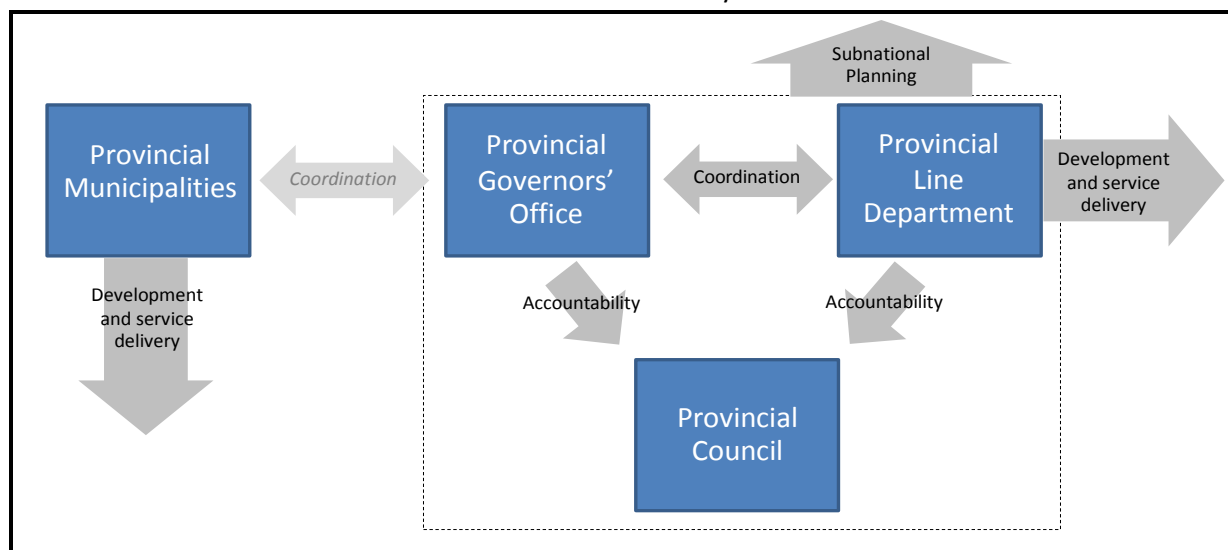 Subnational
Planning
Provincial
Municipalities
Coordination
Provincial
Governors’
Office
Coordination
Provincial
Line
Department
Development
and service
delivery
Development
and service
delivery
Accountability
Accountability
Provincial
Council